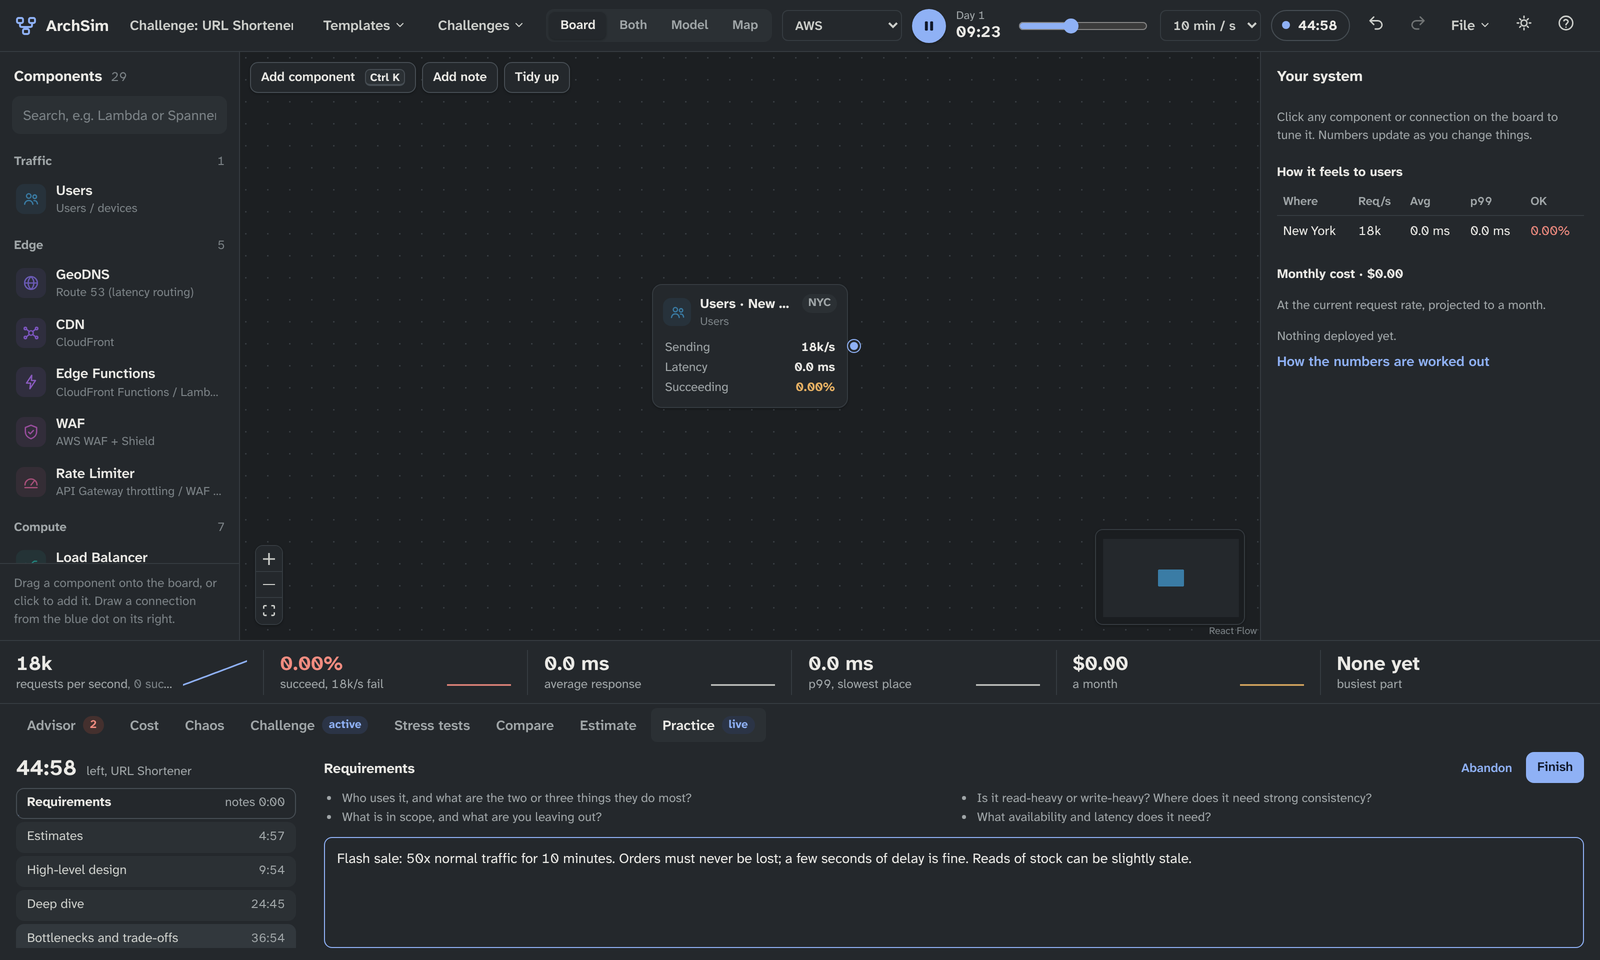 ArchSim
Challenge: URL Shortener
Templates
Challenges
Board
Both
Model
Map
AWS
Day 1
09:23
10 min / s
44:58
File
Components 29
Search, e.g. Lambda or Spanner
Traffic 1
Users
Users / devices
Edge 5
GeoDNS
Route 53 (latency routing)
CDN
CloudFront
Edge Functions
CloudFront Functions / Lamb...
WAF
AWS WAF + Shield
Rate Limiter
API Gateway throttling / WAF ...
Compute 7
Load Balancer
Drag a component onto the board, or
click to add it. Draw a connection
from the blue dot on its right.
Add component Ctrl K
Add note
Tidy up
Users · New ... NYC
Users
Sending 18k/s
Latency 0.0 ms
Succeeding 0.00%
React Flow
Your system
Click any component or connection on the board to
tune it. Numbers update as you change things.
How it feels to users
Where Req/s Avg p99 OK
New York 18k 0.0 ms 0.0 ms 0.00%
Monthly cost · $0.00
At the current request rate, projected to a month.
Nothing deployed yet.
How the numbers are worked out
18k
requests per second, 0 suc...
0.00%
succeed, 18k/s fail
0.0 ms
average response
0.0 ms
p99, slowest place
$0.00
a month
None yet
busiest part
Advisor 2
Cost
Chaos
Challenge active
Stress tests
Compare
Estimate
Practice live
44:58 left, URL Shortener
Requirements notes 0:00
Estimates 4:57
High-level design 9:54
Deep dive 24:45
Bottlenecks and trade-offs 36:54
Requirements
Abandon
Finish
• Who uses it, and what are the two or three things they do most?
• What is in scope, and what are you leaving out?
• Is it read-heavy or write-heavy? Where does it need strong consistency?
• What availability and latency does it need?
Flash sale: 50x normal traffic for 10 minutes. Orders must never be lost; a few seconds of delay is fine. Reads of stock can be slightly stale.